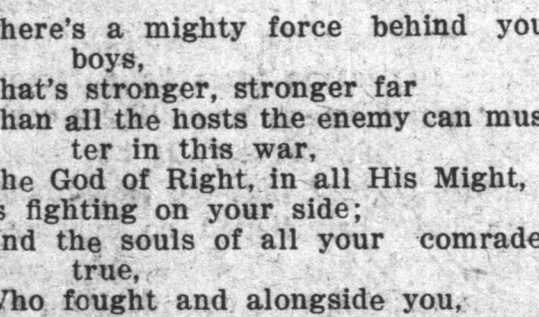 here's a mighty force behind you
boys,
hat's stronger, stronger far
han all the hosts the enemy can mus
ter in this war,
he God of Right, in all His Might,
s fighting on your side;
nd the souls of all your comrade
true,
Who fought and alongside you,